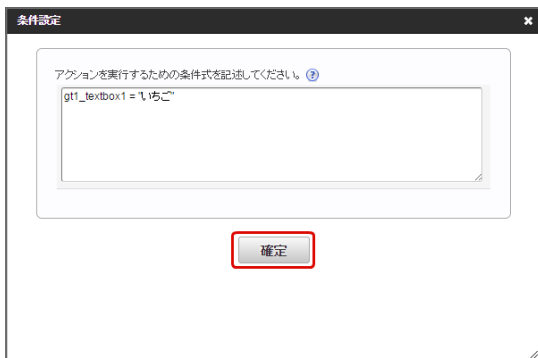 条件設定
アクションを実行するための条件式を記述してください。
gt1_textbox1 = "いちご"
確定